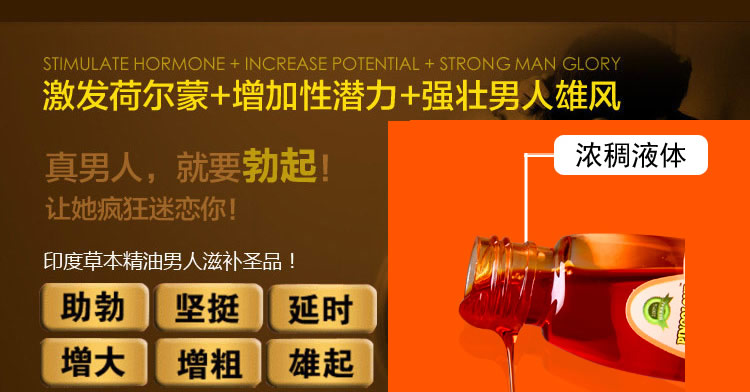 STIMULATE HORMONE + INCREASE POTENTIAL + STRONG MAN GLORY
激发荷尔蒙+增加性潜力+强壮男人雄风
真男人，就要勃起！
让她疯狂迷恋你！
浓稠液体
印度草本精油男人滋补圣品！
助勃 坚挺 延时
增大 增粗 雄起